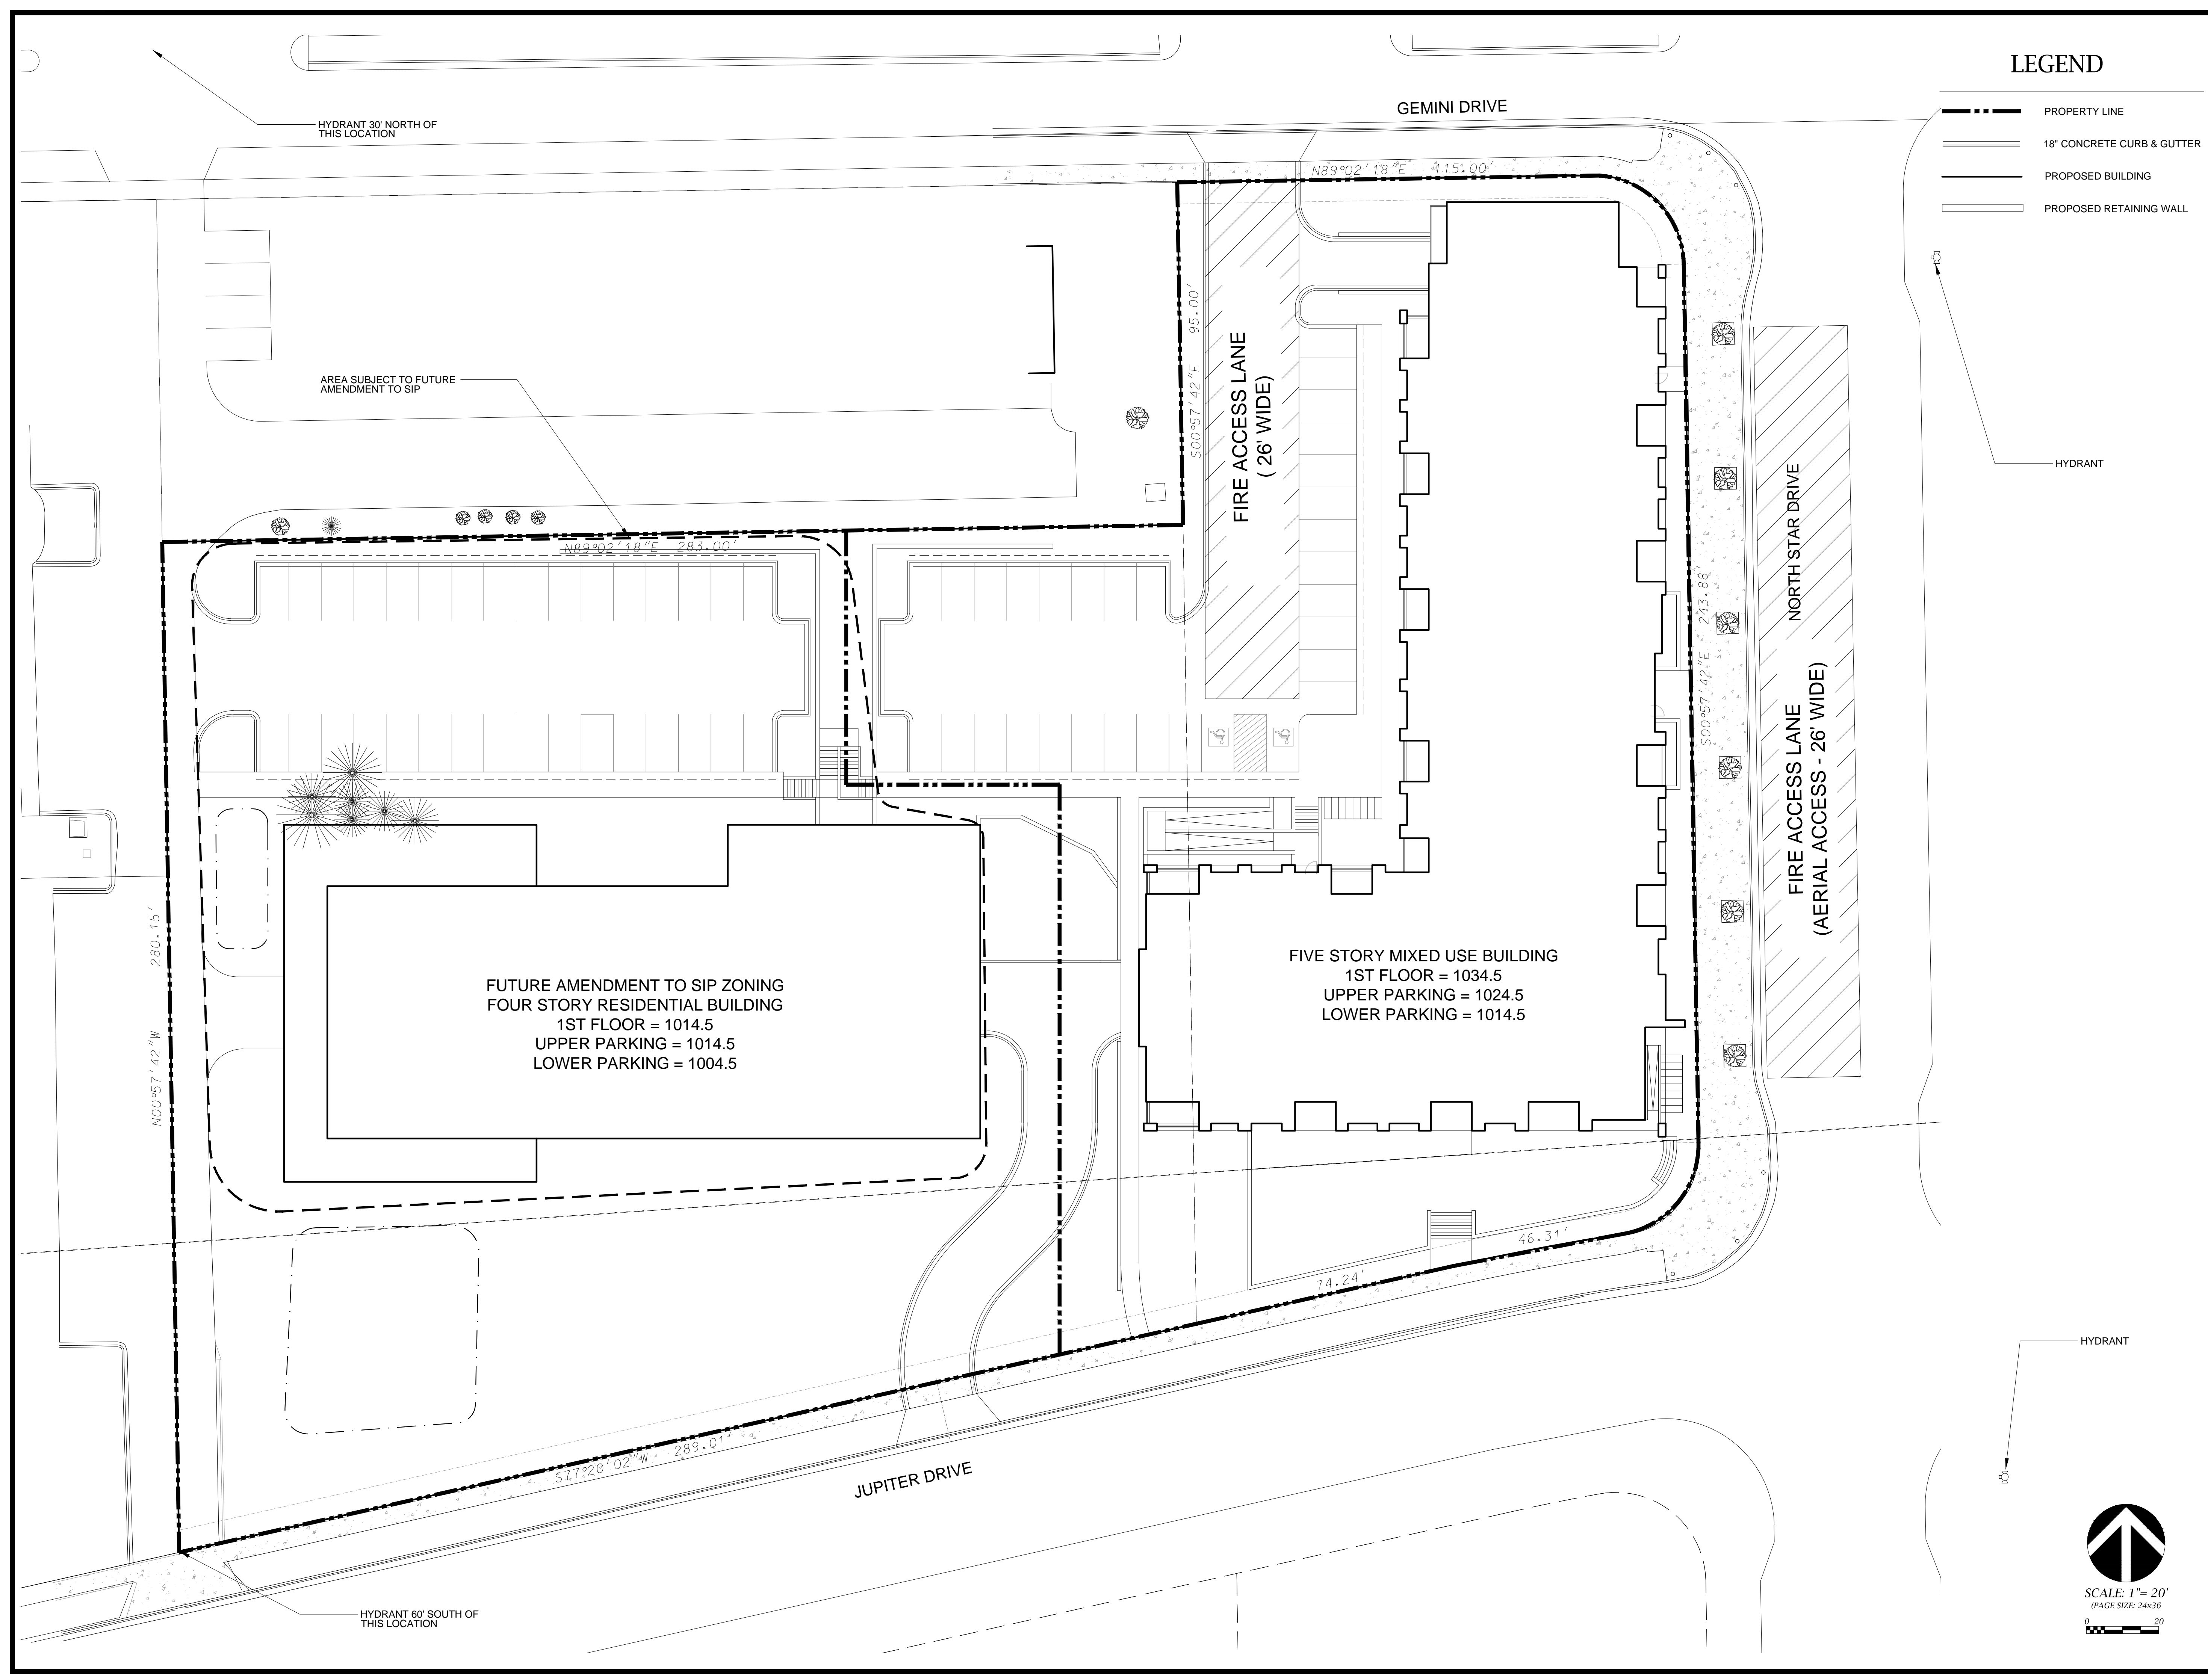 LEGEND
PROPERTY LINE
18" CONCRETE CURB & GUTTER
PROPOSED BUILDING
PROPOSED RETAINING WALL
GEMINI DRIVE
HYDRANT 30' NORTH OF
THIS LOCATION
N89°02'18"E 115.00'
S00°57'42"E 95.00'
FIRE ACCESS LANE
( 26' WIDE)
AREA SUBJECT TO FUTURE
AMENDMENT TO SIP
HYDRANT
NORTH STAR DRIVE
N89°02'18"E 283.00'
S00°57'42"E 243.88'
FIRE ACCESS LANE
(AERIAL ACCESS - 26' WIDE)
N00°57'42"W 280.15'
FUTURE AMENDMENT TO SIP ZONING
FOUR STORY RESIDENTIAL BUILDING
1ST FLOOR = 1014.5
UPPER PARKING = 1014.5
LOWER PARKING = 1004.5
FIVE STORY MIXED USE BUILDING
1ST FLOOR = 1034.5
UPPER PARKING = 1024.5
LOWER PARKING = 1014.5
46.31'
74.24'
HYDRANT
S77°20'02"W 289.01'
JUPITER DRIVE
HYDRANT 60' SOUTH OF
THIS LOCATION
SCALE: 1"= 20'
(PAGE SIZE: 24x36
0 20